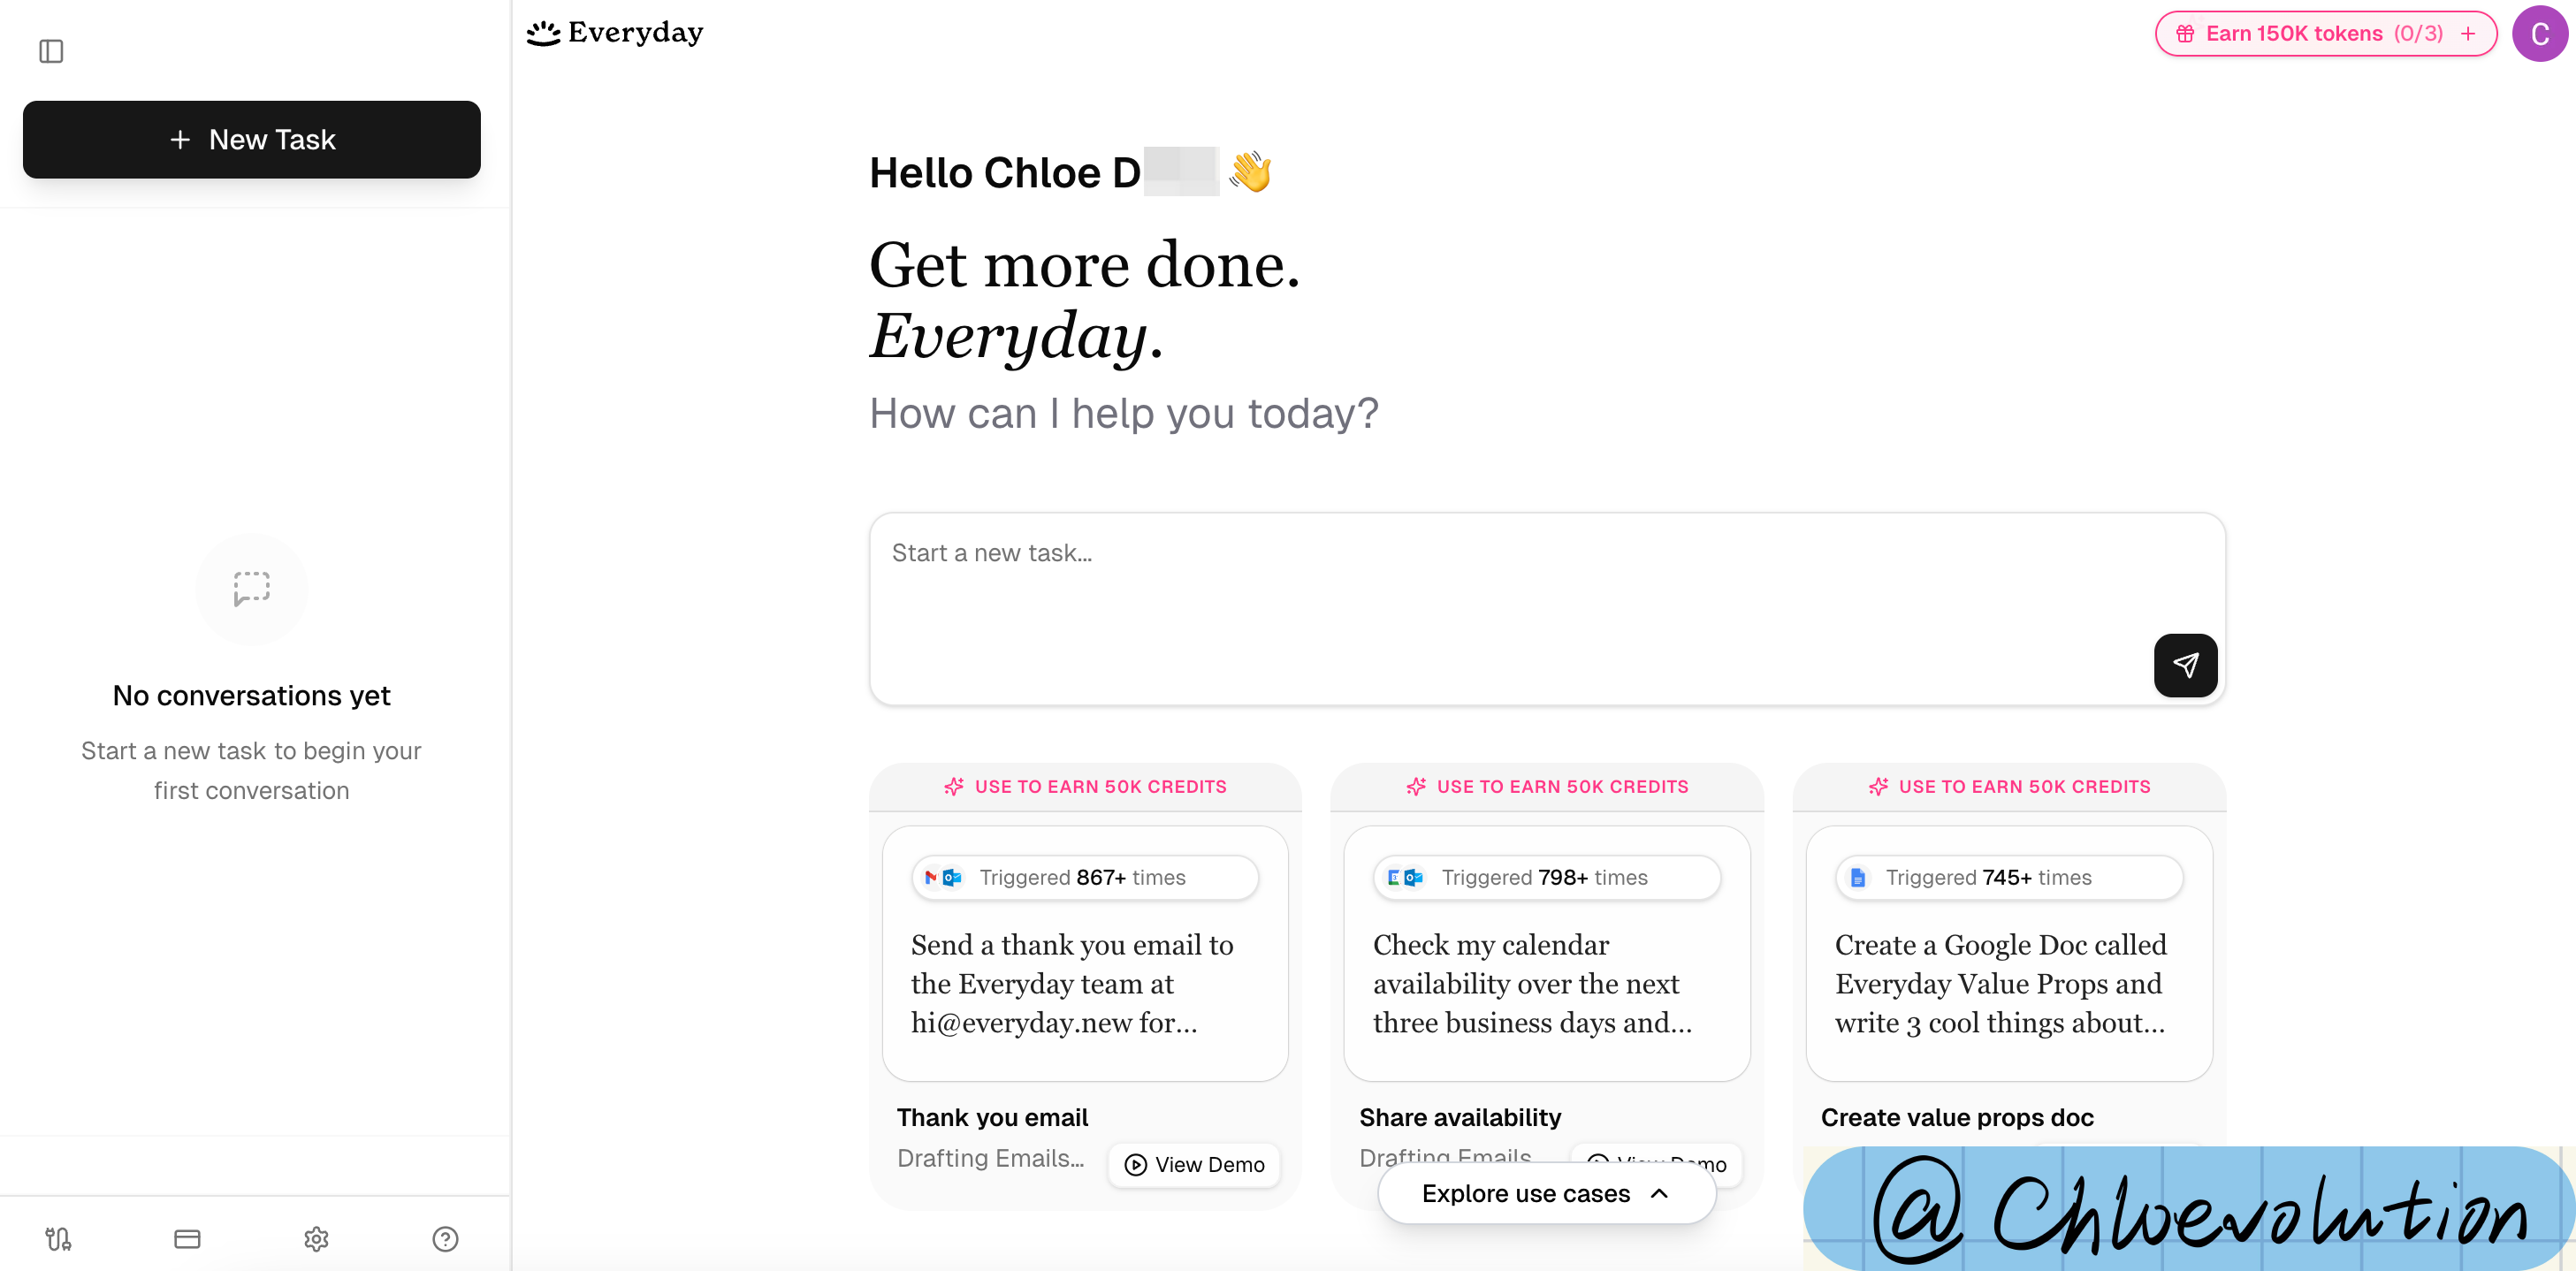 Everyday
Earn 150K tokens (0/3) +
C
+ New Task
Hello Chloe D 👋
Get more done.
Everyday.
How can I help you today?
Start a new task...
No conversations yet
Start a new task to begin your
first conversation
USE TO EARN 50K CREDITS
Triggered 867+ times
Send a thank you email to
the Everyday team at
hi@everyday.new for...
Thank you email
Drafting Emails...
View Demo
USE TO EARN 50K CREDITS
Triggered 798+ times
Check my calendar
availability over the next
three business days and...
Share availability
Drafting Emails
View Demo
USE TO EARN 50K CREDITS
Triggered 745+ times
Create a Google Doc called
Everyday Value Props and
write 3 cool things about...
Create value props doc
Explore use cases
@Chloevolution